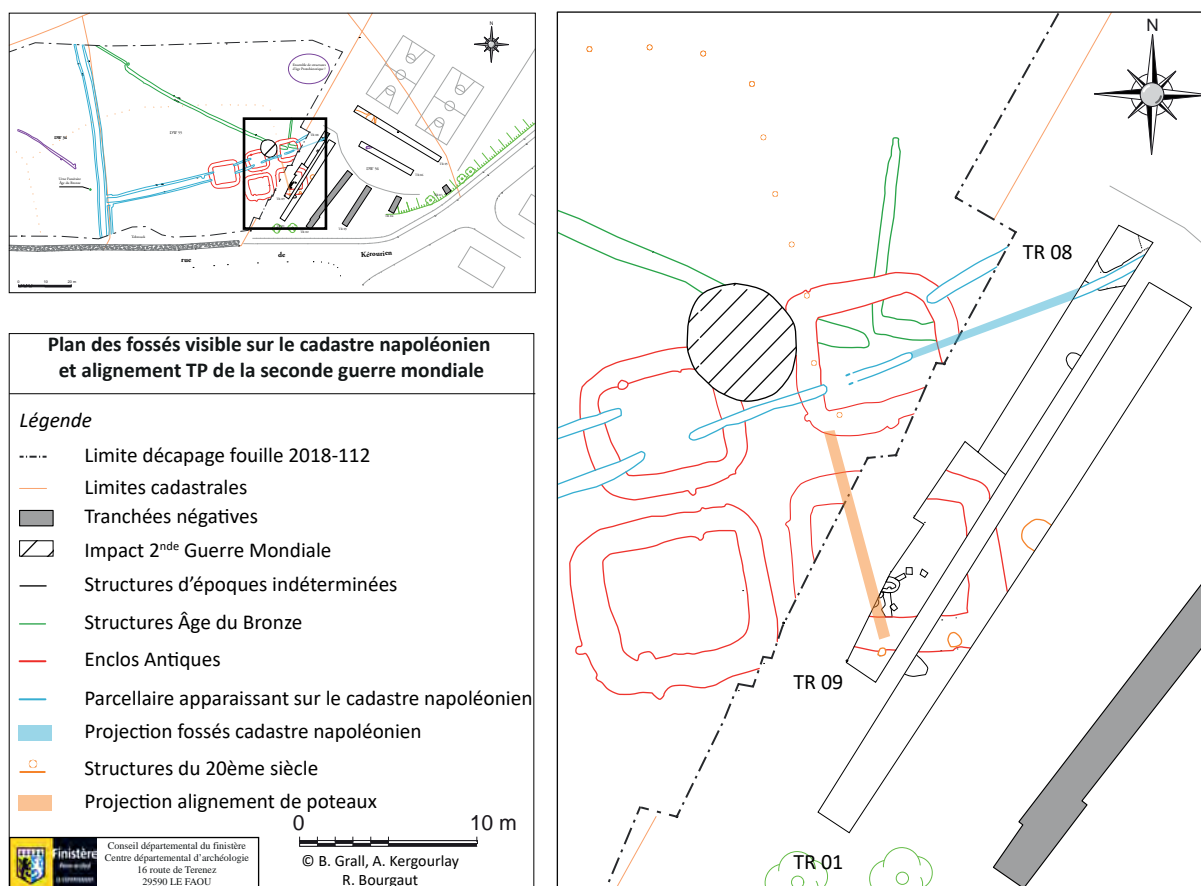 N
rue
de
Kérourien
0
10
20 m
Plan des fossés visible sur le cadastre napoléonien
et alignement TP de la seconde guerre mondiale
Légende
Limite décapage fouille 2018-112
Limites cadastrales
Tranchées négatives
Impact 2nde Guerre Mondiale
Structures d'époques indéterminées
Structures Âge du Bronze
Enclos Antiques
Parcellaire apparaissant sur le cadastre napoléonien
Projection fossés cadastre napoléonien
Structures du 20ème siècle
Projection alignement de poteaux
0
10 m
Finistère
Conseil départemental du finistère
Centre départemental d'archéologie
16 route de Terenez
29590 LE FAOU
© B. Grall, A. Kergourlay
R. Bourgaut
N
TR 08
TR 09
TR 01